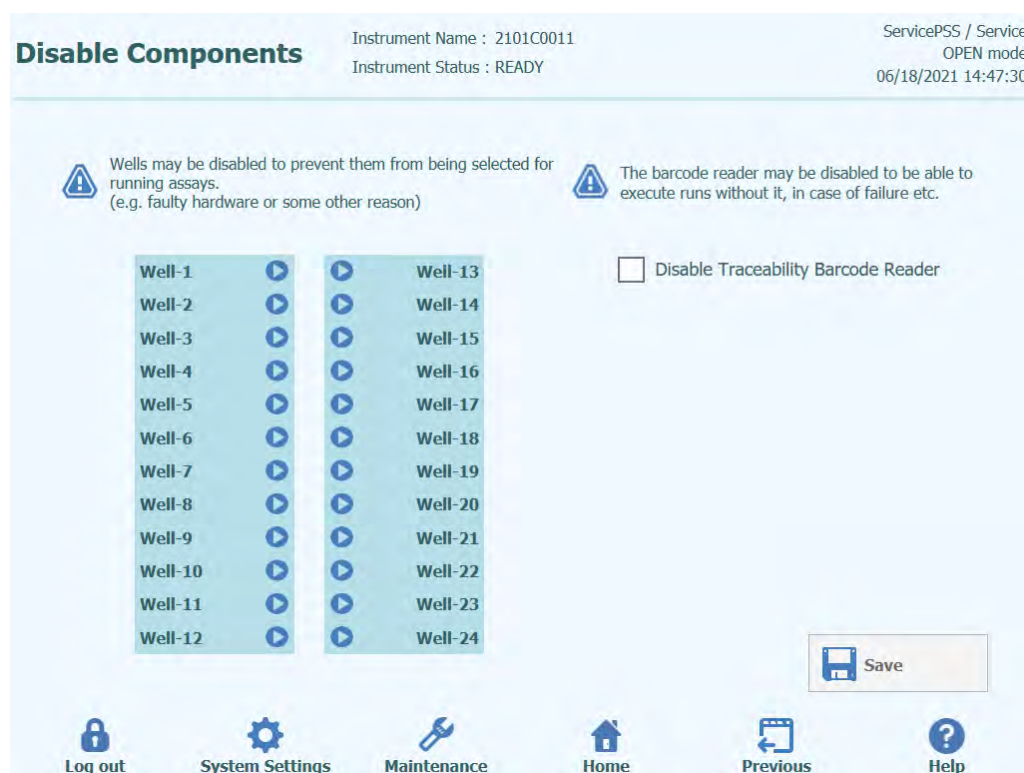 Disable Components
Instrument Name : 2101C0011
Instrument Status : READY
ServicePSS / Service
OPEN mode
06/18/2021 14:47:30
Wells may be disabled to prevent them from being selected for
running assays.
(e.g. faulty hardware or some other reason)
The barcode reader may be disabled to be able to
execute runs without it, in case of failure etc.
Well-1
Well-2
Well-3
Well-4
Well-5
Well-6
Well-7
Well-8
Well-9
Well-10
Well-11
Well-12
Well-13
Well-14
Well-15
Well-16
Well-17
Well-18
Well-19
Well-20
Well-21
Well-22
Well-23
Well-24
Disable Traceability Barcode Reader
Save
Log out
System Settings
Maintenance
Home
Previous
Help